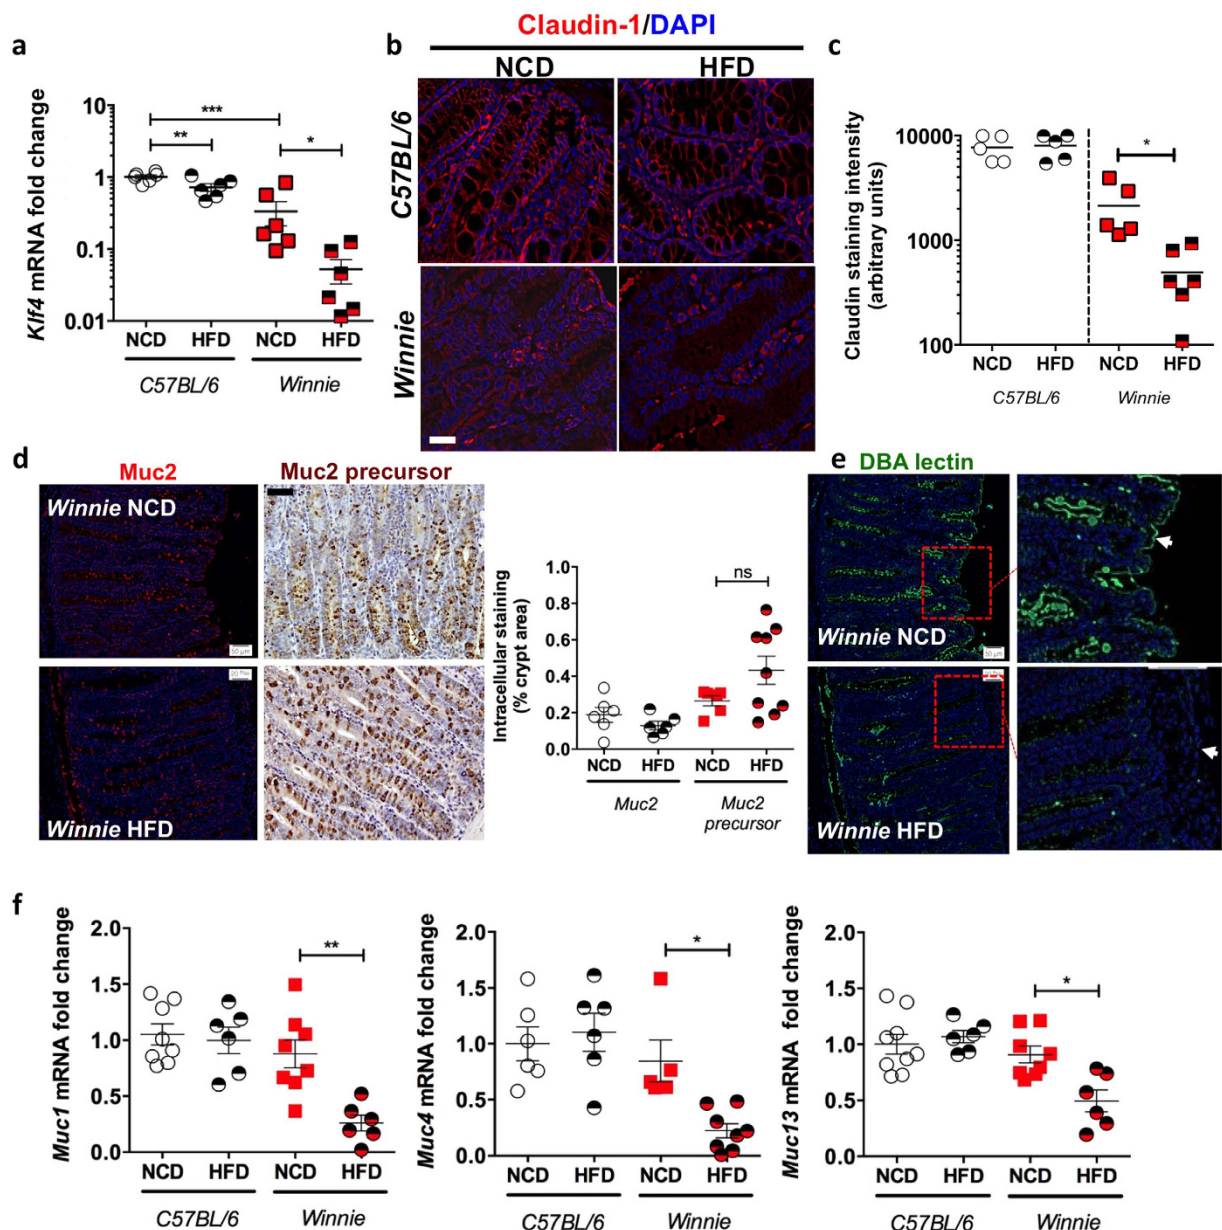 Claudin-1/DAPI
a
b
NCD
HFD
c
Klf4 mRNA fold change
10
1
0.1
0.01
***
**
*
NCD
HFD
NCD
HFD
C57BL/6
Winnie
C57BL/6
Winnie
Claudin staining intensity
(arbitrary units)
10000
1000
100
*
NCD
HFD
NCD
HFD
C57BL/6
Winnie
d
Muc2
Muc2 precursor
Winnie NCD
50 µm
Winnie HFD
Intracellular staining
(% crypt area)
1.0
0.8
0.6
0.4
0.2
0.0
ns
NCD
HFD
NCD
HFD
Muc2
Muc2
precursor
e
DBA lectin
Winnie NCD
50 µm
Winnie HFD
f
Muc1 mRNA fold change
2.0
1.5
1.0
0.5
0.0
**
NCD
HFD
NCD
HFD
C57BL/6
Winnie
Muc4 mRNA fold change
2.0
1.5
1.0
0.5
0.0
*
NCD
HFD
NCD
HFD
C57BL/6
Winnie
Muc13 mRNA fold change
2.0
1.5
1.0
0.5
0.0
*
NCD
HFD
NCD
HFD
C57BL/6
Winnie